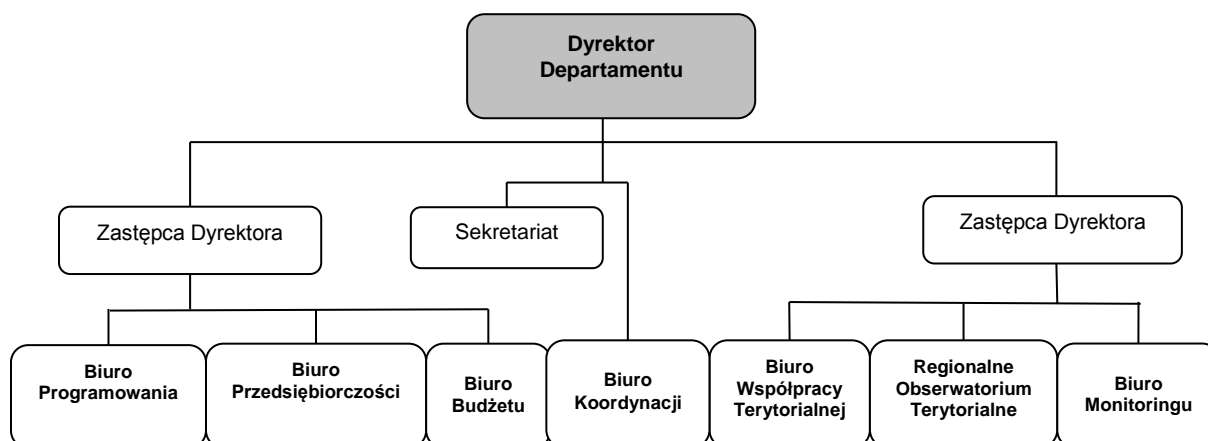 Dyrektor
Departamentu
Zastępca Dyrektora
Sekretariat
Zastępca Dyrektora
Biuro
Programowania
Biuro
Przedsiębiorczości
Biuro
Budżetu
Biuro
Koordynacji
Biuro
Współpracy
Terytorialnej
Regionalne
Obserwatorium
Terytorialne
Biuro
Monitoringu